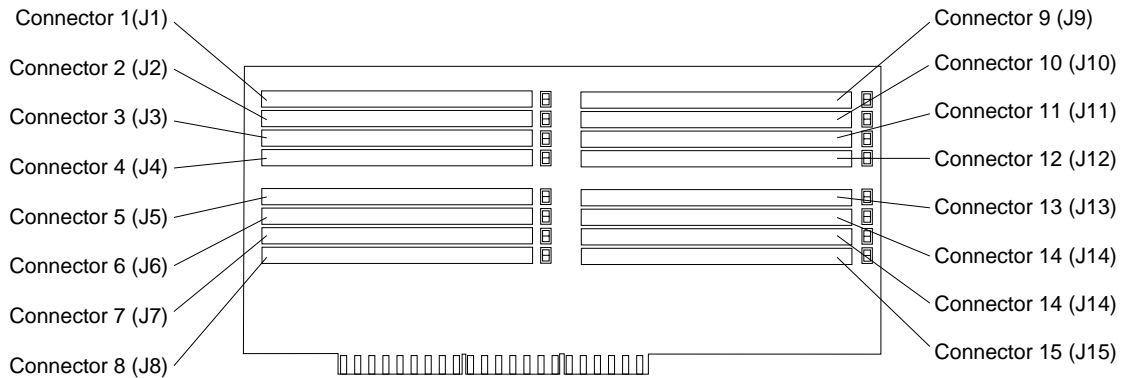 Connector 1(J1)
Connector 2 (J2)
Connector 3 (J3)
Connector 4 (J4)
Connector 5 (J5)
Connector 6 (J6)
Connector 7 (J7)
Connector 8 (J8)
Connector 9 (J9)
Connector 10 (J10)
Connector 11 (J11)
Connector 12 (J12)
Connector 13 (J13)
Connector 14 (J14)
Connector 14 (J14)
Connector 15 (J15)